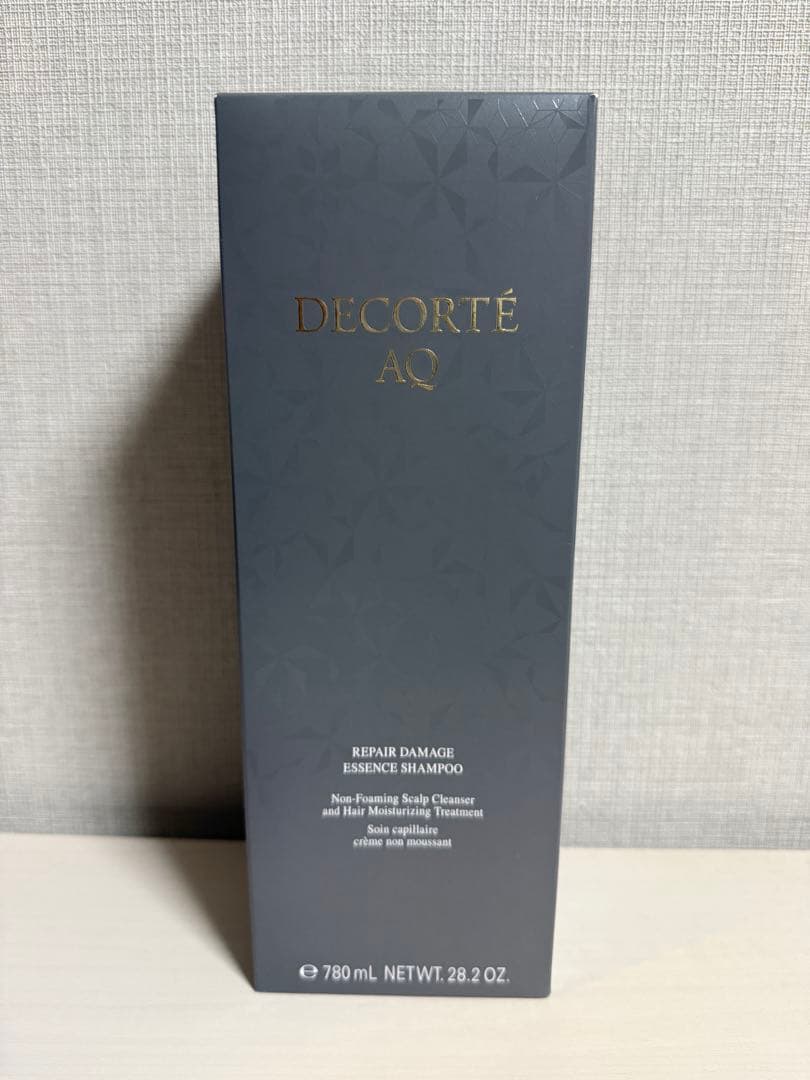 DECORTÉ
AQ
REPAIR DAMAGE
ESSENCE SHAMPOO
Non-Foaming Scalp Cleanser
and Hair Moisturizing Treatment
Soin capillaire
crème non moussant
℮ 780 mL NETWT. 28.2 OZ.